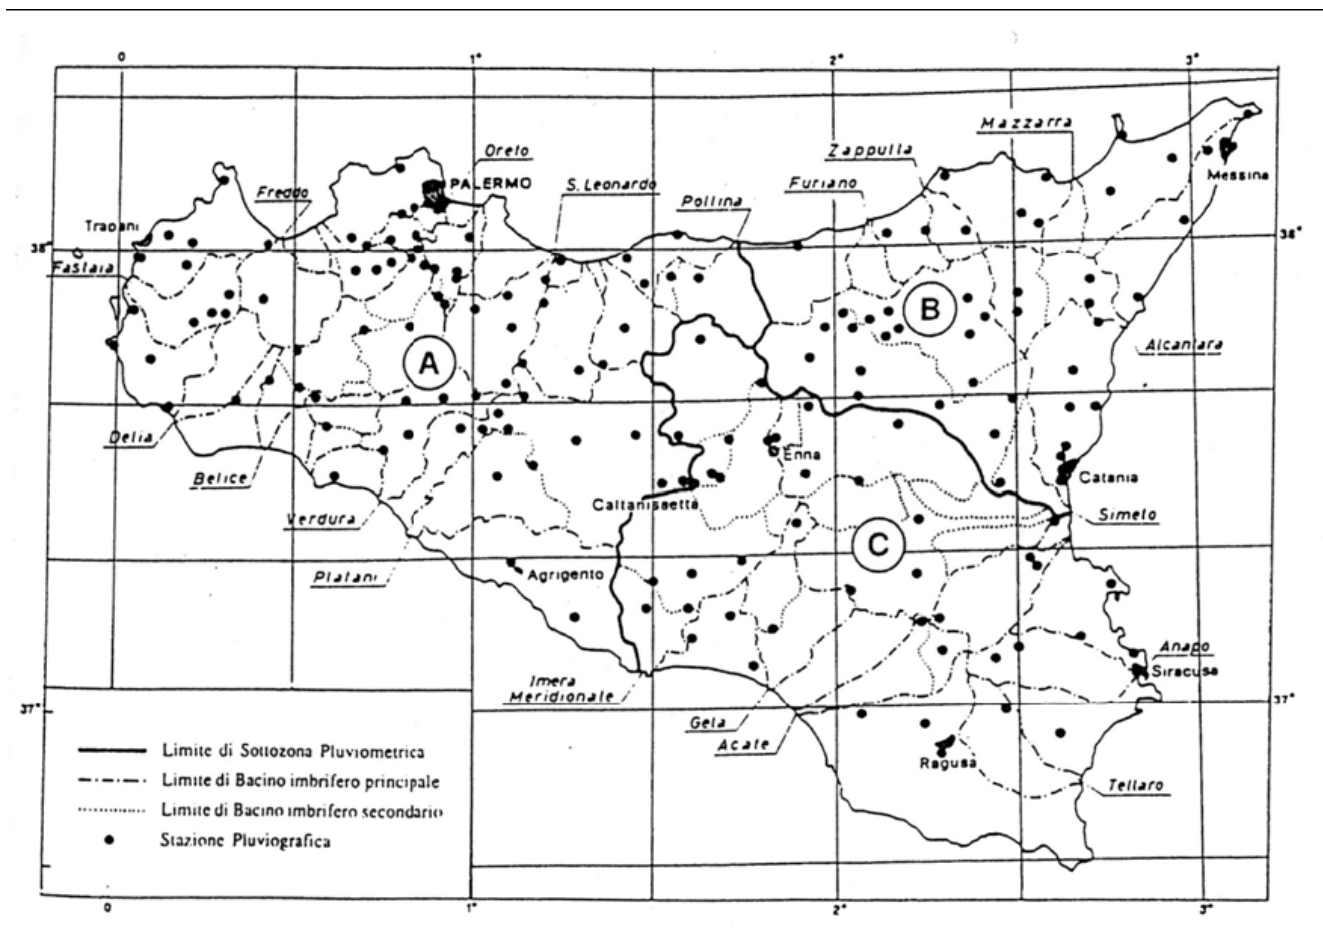 0 1° 2° 3°
Mazzarra
Oreto
Zappulla
PALERMO
S. Leonardo
Furiano
Messina
Freddo
Pollina
Trapani
38° 38°
Fastaia
B
Alcantara
A
Delia
Enna
Belice
Catania
Caltanissetta
Verdura
Simeto
C
Platani
Agrigento
Anapo
Siracusa
Imera
Meridionale
37° 37°
Gela
Acate
Limite di Sottozona Pluviometrica
Ragusa
Limite di Bacino imbrifero principale
Tellaro
Limite di Bacino imbrifero secondario
Stazione Pluviografica
0 1° 2° 3°